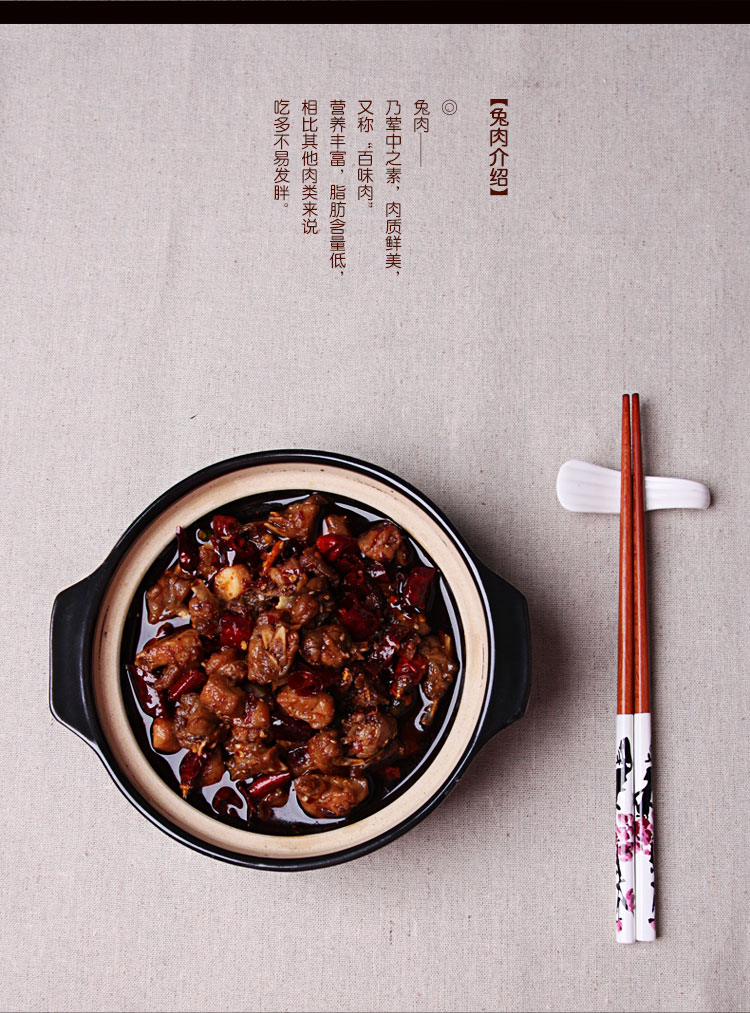 【兔肉介绍】
◎
兔肉——
乃荤中之素，肉质鲜美，
又称“百味肉”
营养丰富，脂肪含量低，
相比其他肉类来说
吃多不易发胖。